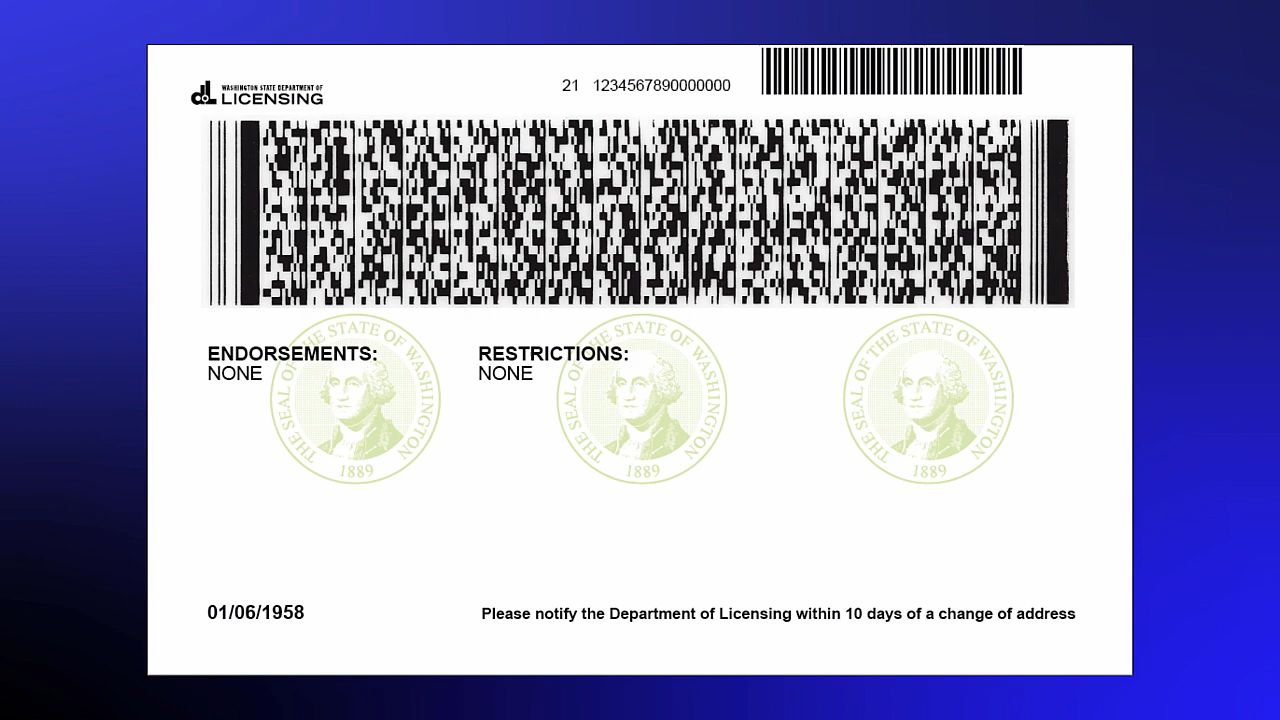 WASHINGTON STATE DEPARTMENT OF
LICENSING
21 1234567890000000
ENDORSEMENTS:
NONE
RESTRICTIONS:
NONE
THE SEAL OF THE STATE OF WASHINGTON
1889
THE SEAL OF THE STATE OF WASHINGTON
1889
THE SEAL OF THE STATE OF WASHINGTON
1889
01/06/1958
Please notify the Department of Licensing within 10 days of a change of address